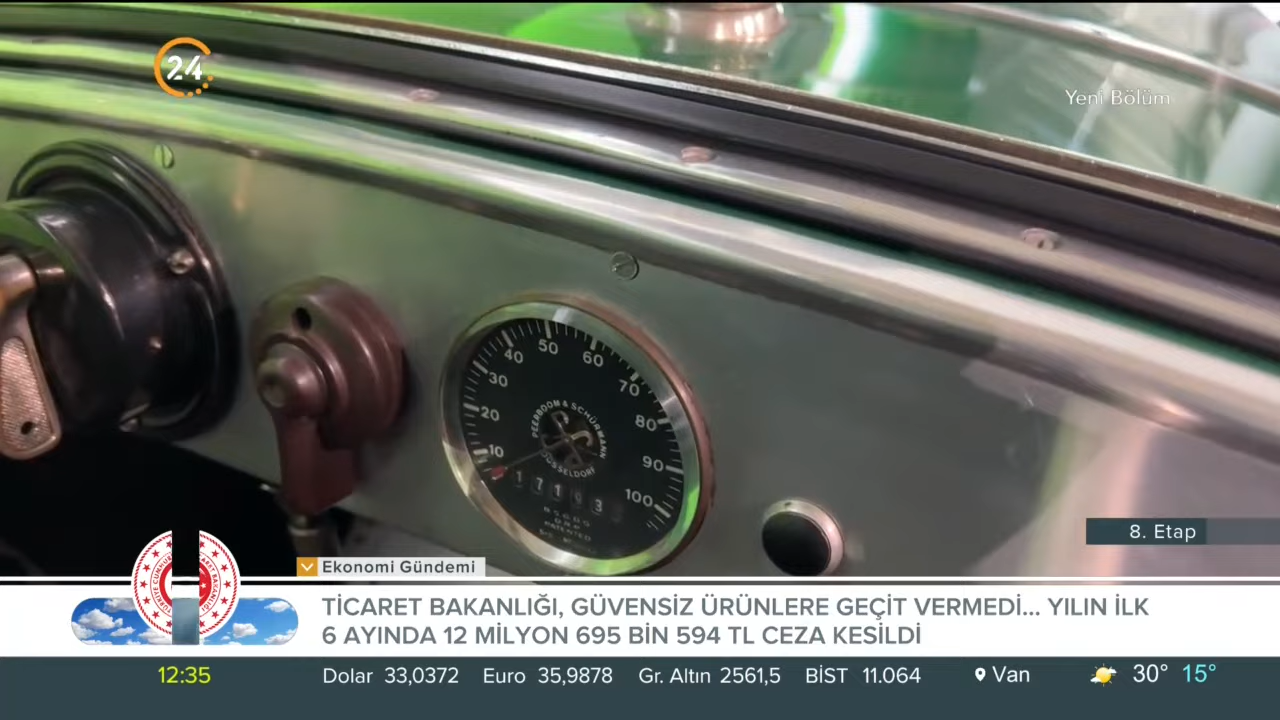 24
Yeni Bölüm
50
40
60
30
70
20
80
10
90
100
PEERBOOM & SCHÜRMANN
DÜSSELDORF
PATENTED
8. Etap
Ekonomi Gündemi
TİCARET BAKANLIĞI, GÜVENSİZ ÜRÜNLERE GEÇİT VERMEDİ... YILIN İLK
6 AYINDA 12 MİLYON 695 BİN 594 TL CEZA KESİLDİ
12:35 Dolar 33,0372 Euro 35,9878 Gr. Altın 2561,5 BİST 11.064 Van 30° 15°